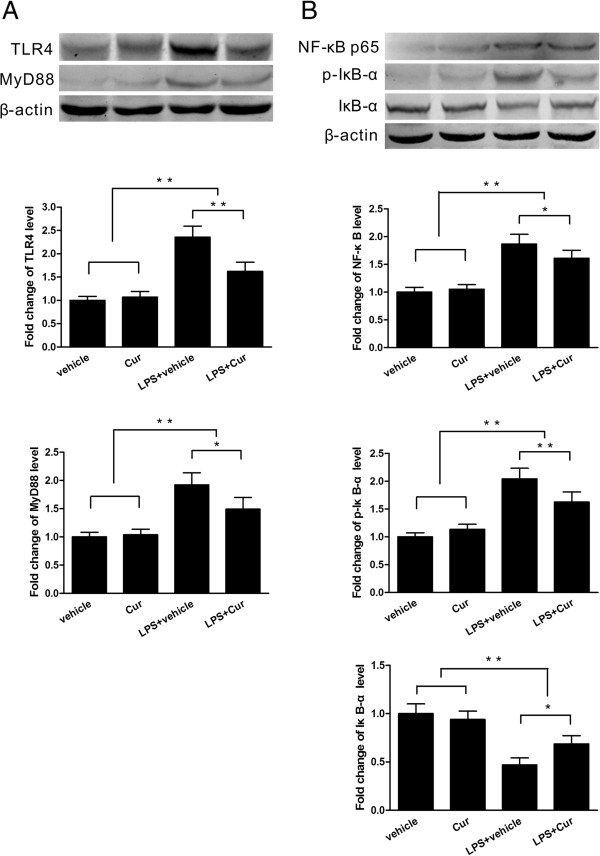 A
TLR4
MyD88
β-actin
* *
* *
Fold change of TLR4 level
3.0
2.5
2.0
1.5
1.0
0.5
0.0
vehicle
Cur
LPS+vehicle
LPS+Cur
* *
*
Fold change of MyD88 level
2.5
2.0
1.5
1.0
0.5
0.0
vehicle
Cur
LPS+vehicle
LPS+Cur
B
NF-κB p65
p-IκB-α
IκB-α
β-actin
* *
*
Fold change of NF-κ B level
2.5
2.0
1.5
1.0
0.5
0.0
vehicle
Cur
LPS+vehicle
LPS+Cur
* *
* *
Fold change of p-Iκ B-α level
2.5
2.0
1.5
1.0
0.5
0.0
vehicle
Cur
LPS+vehicle
LPS+Cur
* *
*
Fold change of Iκ B-α level
1.5
1.0
0.5
0.0
vehicle
Cur
LPS+vehicle
LPS+Cur